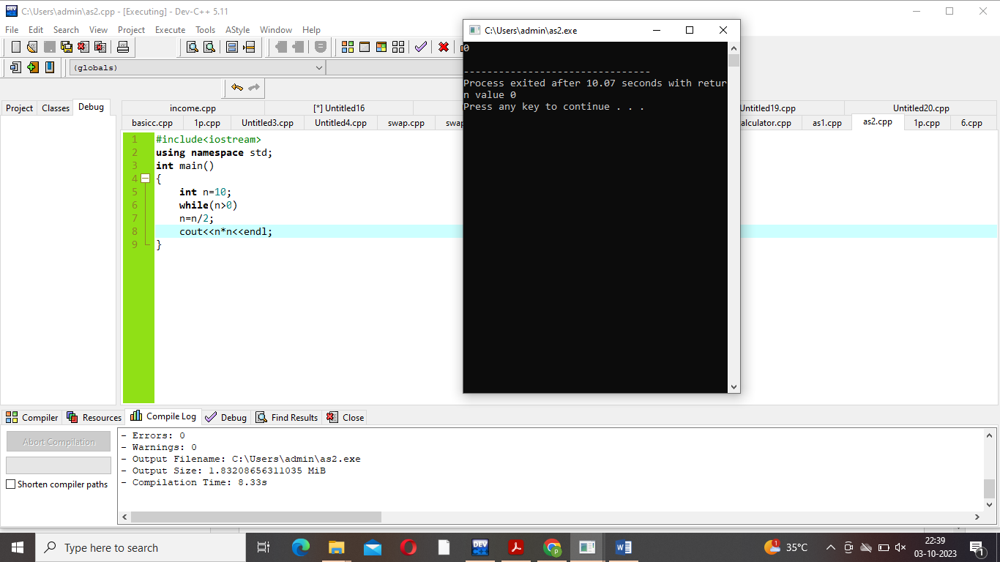 C:\Users\admin\as2.cpp - [Executing] - Dev-C++ 5.11
File Edit Search View Project Execute Tools AStyle Window Help
(globals)
Project Classes Debug
income.cpp [*] Untitled16 Untitled19.cpp Untitled20.cpp
basicc.cpp 1p.cpp Untitled3.cpp Untitled4.cpp swap.cpp swap alculator.cpp as1.cpp as2.cpp 1p.cpp 6.cpp
1 #include<iostream>
2 using namespace std;
3 int main()
4 {
5 int n=10;
6 while(n>0)
7 n=n/2;
8 cout<<n*n<<endl;
9 }
C:\Users\admin\as2.exe
0
--------------------------------
Process exited after 10.07 seconds with retur
n value 0
Press any key to continue . . .
Compiler Resources Compile Log Debug Find Results Close
Abort Compilation
Shorten compiler paths
- Errors: 0
- Warnings: 0
- Output Filename: C:\Users\admin\as2.exe
- Output Size: 1.83208656311035 MiB
- Compilation Time: 8.33s
Type here to search
DEV
1
35°C
22:39
03-10-2023
1